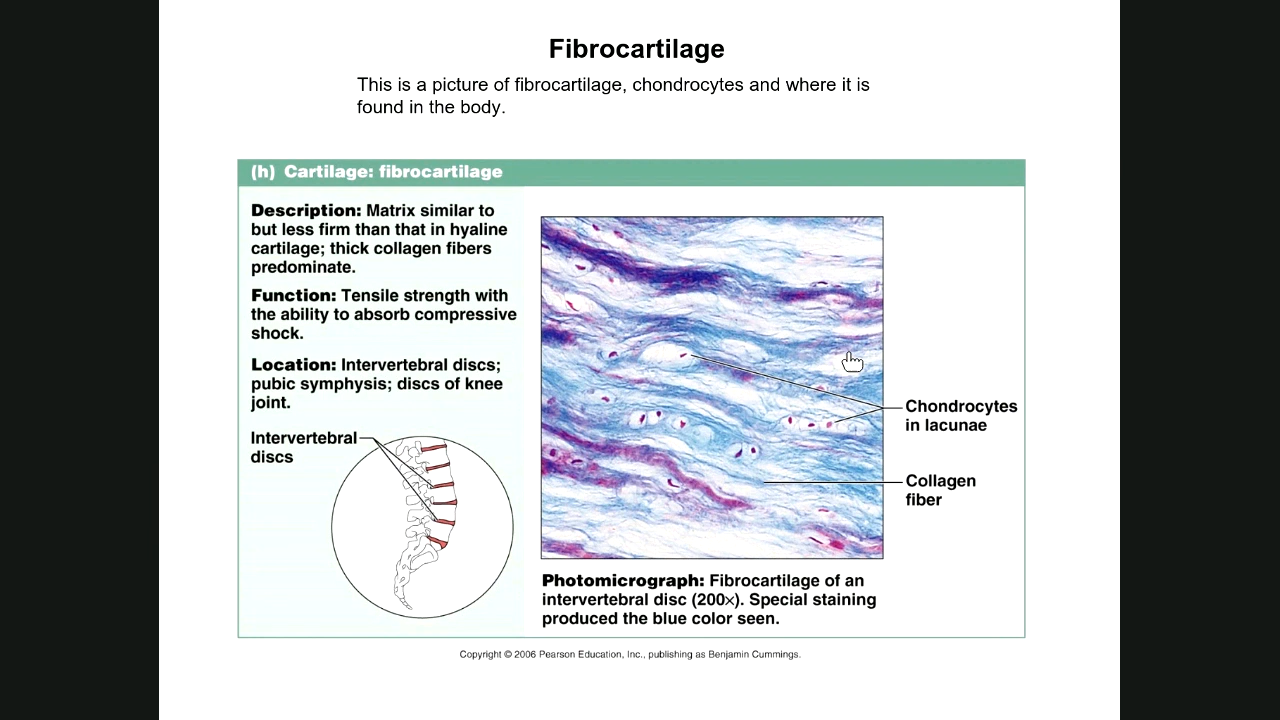 Fibrocartilage
This is a picture of fibrocartilage, chondrocytes and where it is
found in the body.
(h) Cartilage: fibrocartilage
Description: Matrix similar to
but less firm than that in hyaline
cartilage; thick collagen fibers
predominate.
Function: Tensile strength with
the ability to absorb compressive
shock.
Location: Intervertebral discs;
pubic symphysis; discs of knee
joint.
Intervertebral
discs
Chondrocytes
in lacunae
Collagen
fiber
Photomicrograph: Fibrocartilage of an
intervertebral disc (200×). Special staining
produced the blue color seen.
Copyright © 2006 Pearson Education, Inc., publishing as Benjamin Cummings.